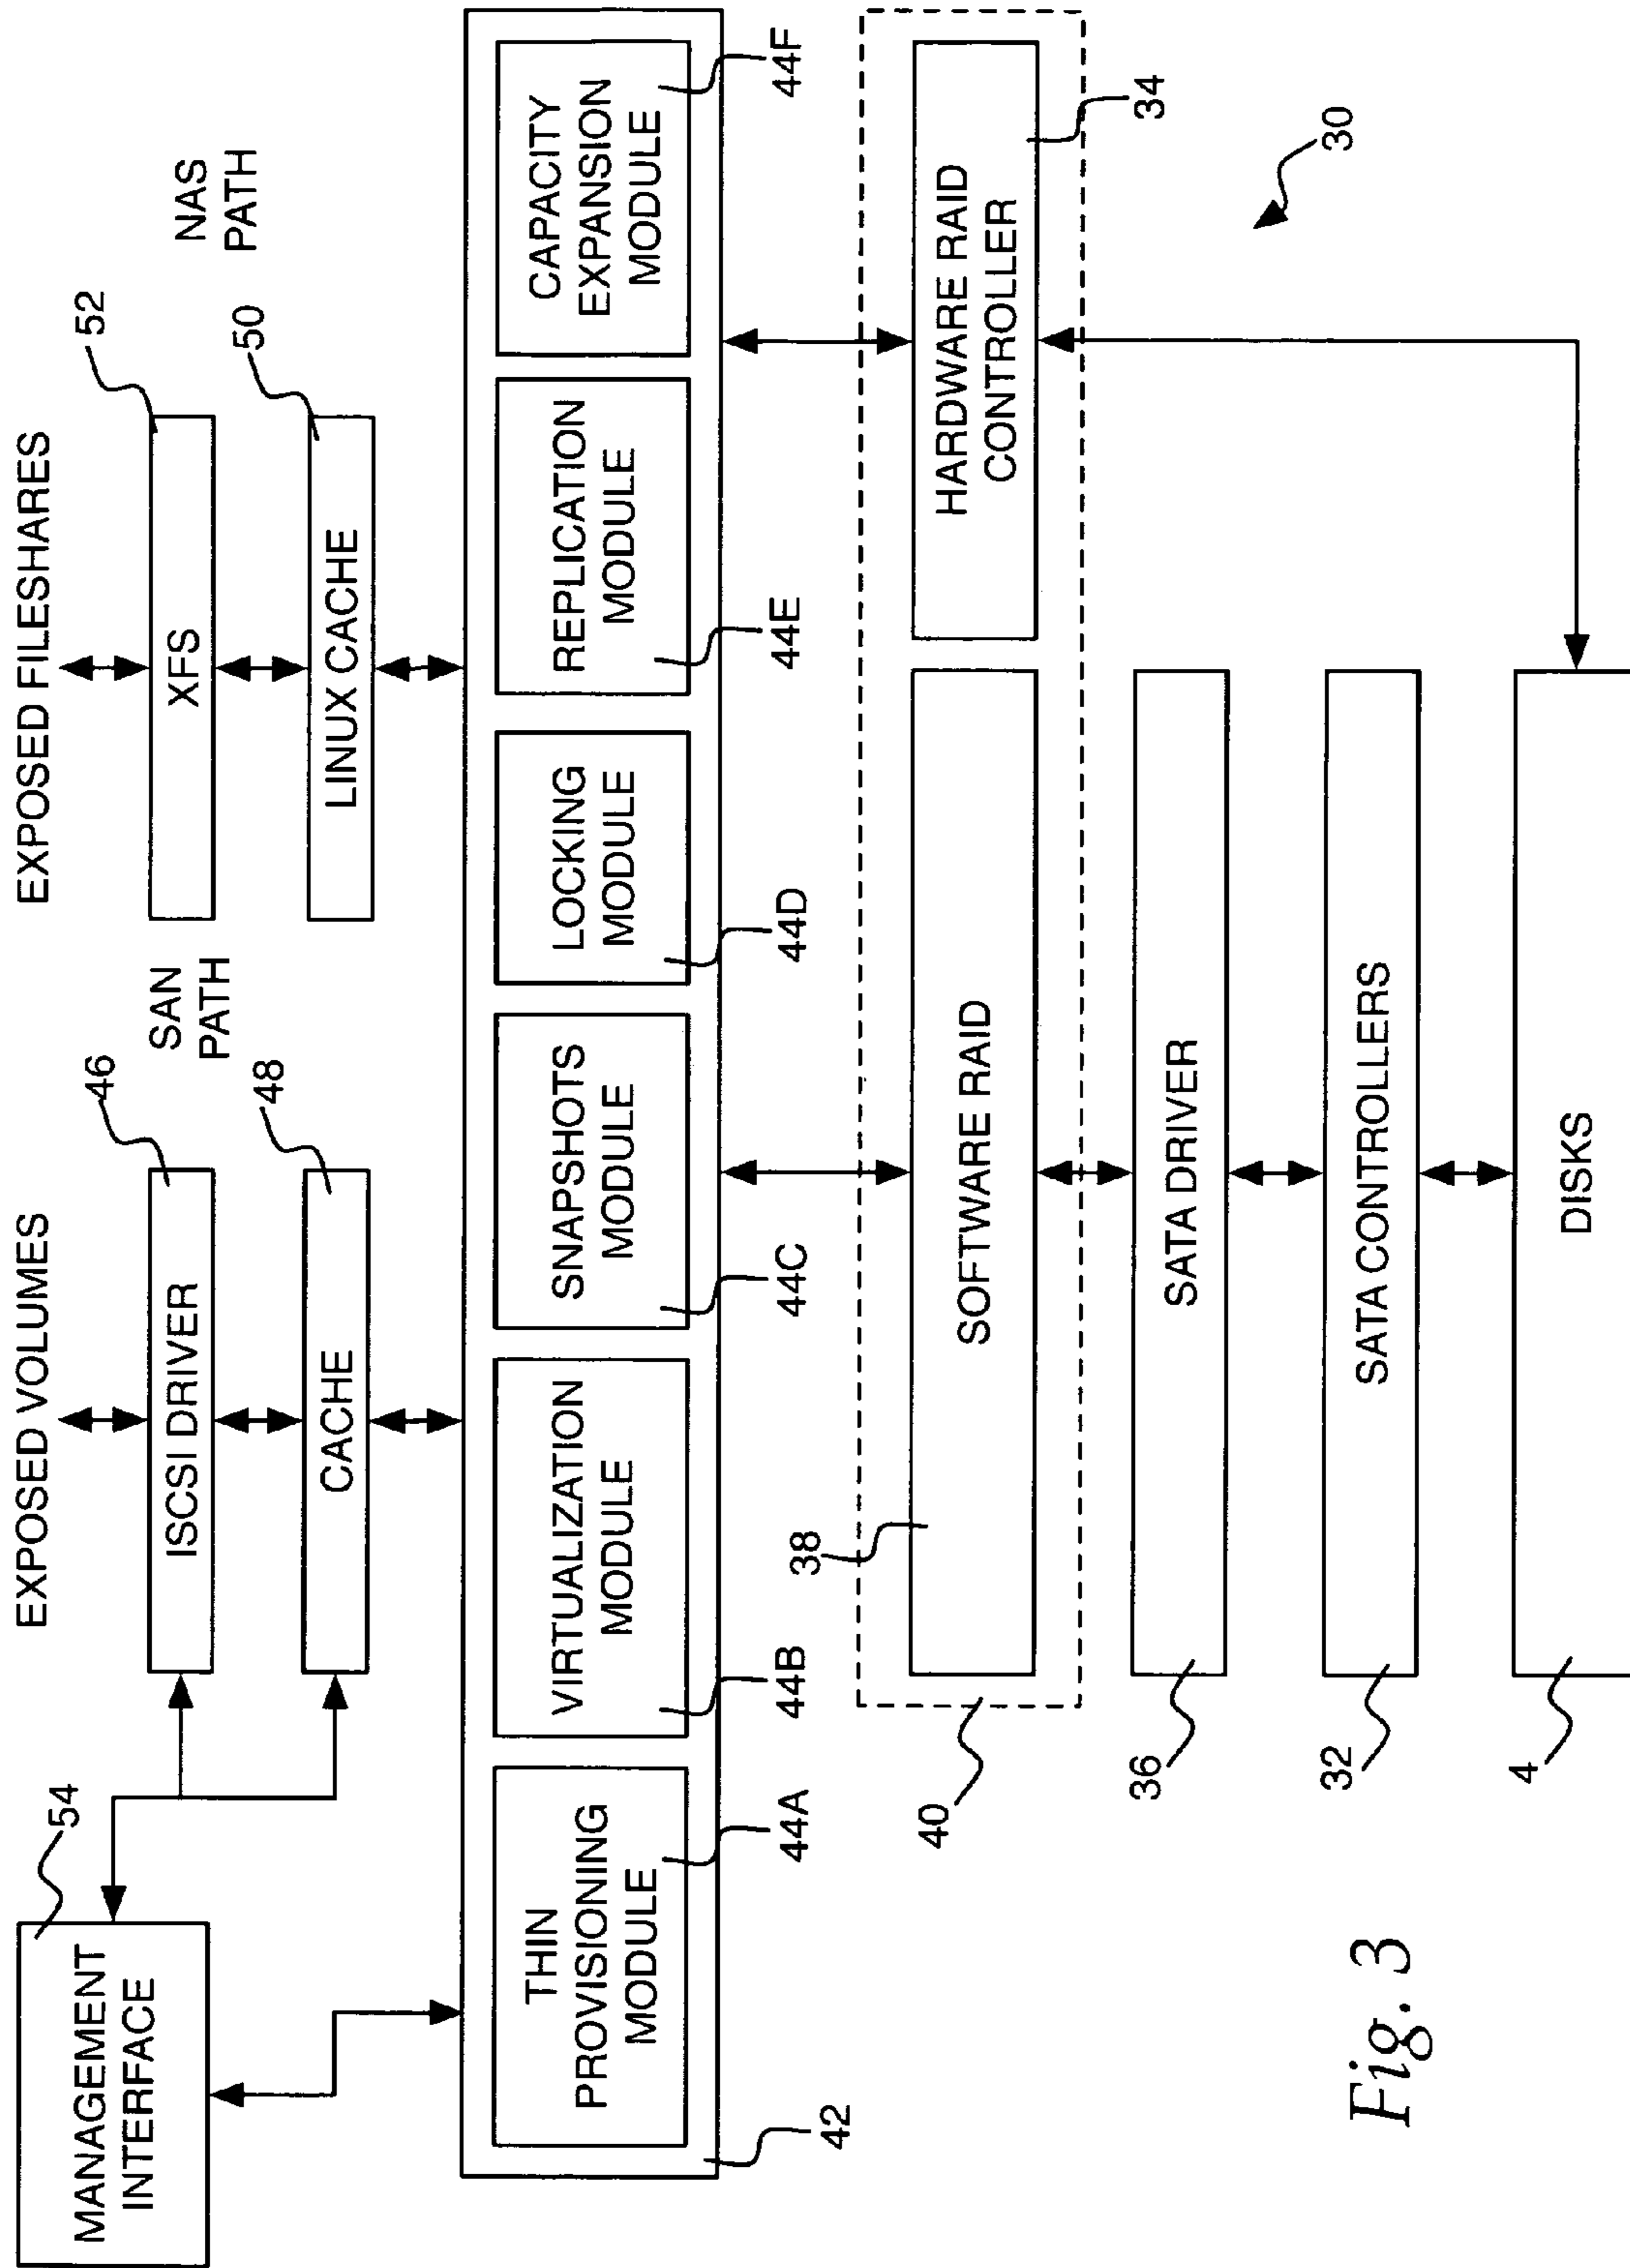 EXPOSED VOLUMES
EXPOSED FILESHARES
54
MANAGEMENT
INTERFACE
46
ISCSI DRIVER
SAN
PATH
52
XFS
NAS
PATH
48
CACHE
50
LINUX CACHE
THIN
PROVISIONING
MODULE
VIRTUALIZATION
MODULE
SNAPSHOTS
MODULE
LOCKING
MODULE
REPLICATION
MODULE
CAPACITY
EXPANSION
MODULE
42
44A
44B
44C
44D
44E
44F
38
SOFTWARE RAID
HARDWARE RAID
CONTROLLER
40
34
36
SATA DRIVER
30
32
SATA CONTROLLERS
4
DISKS
Fig. 3